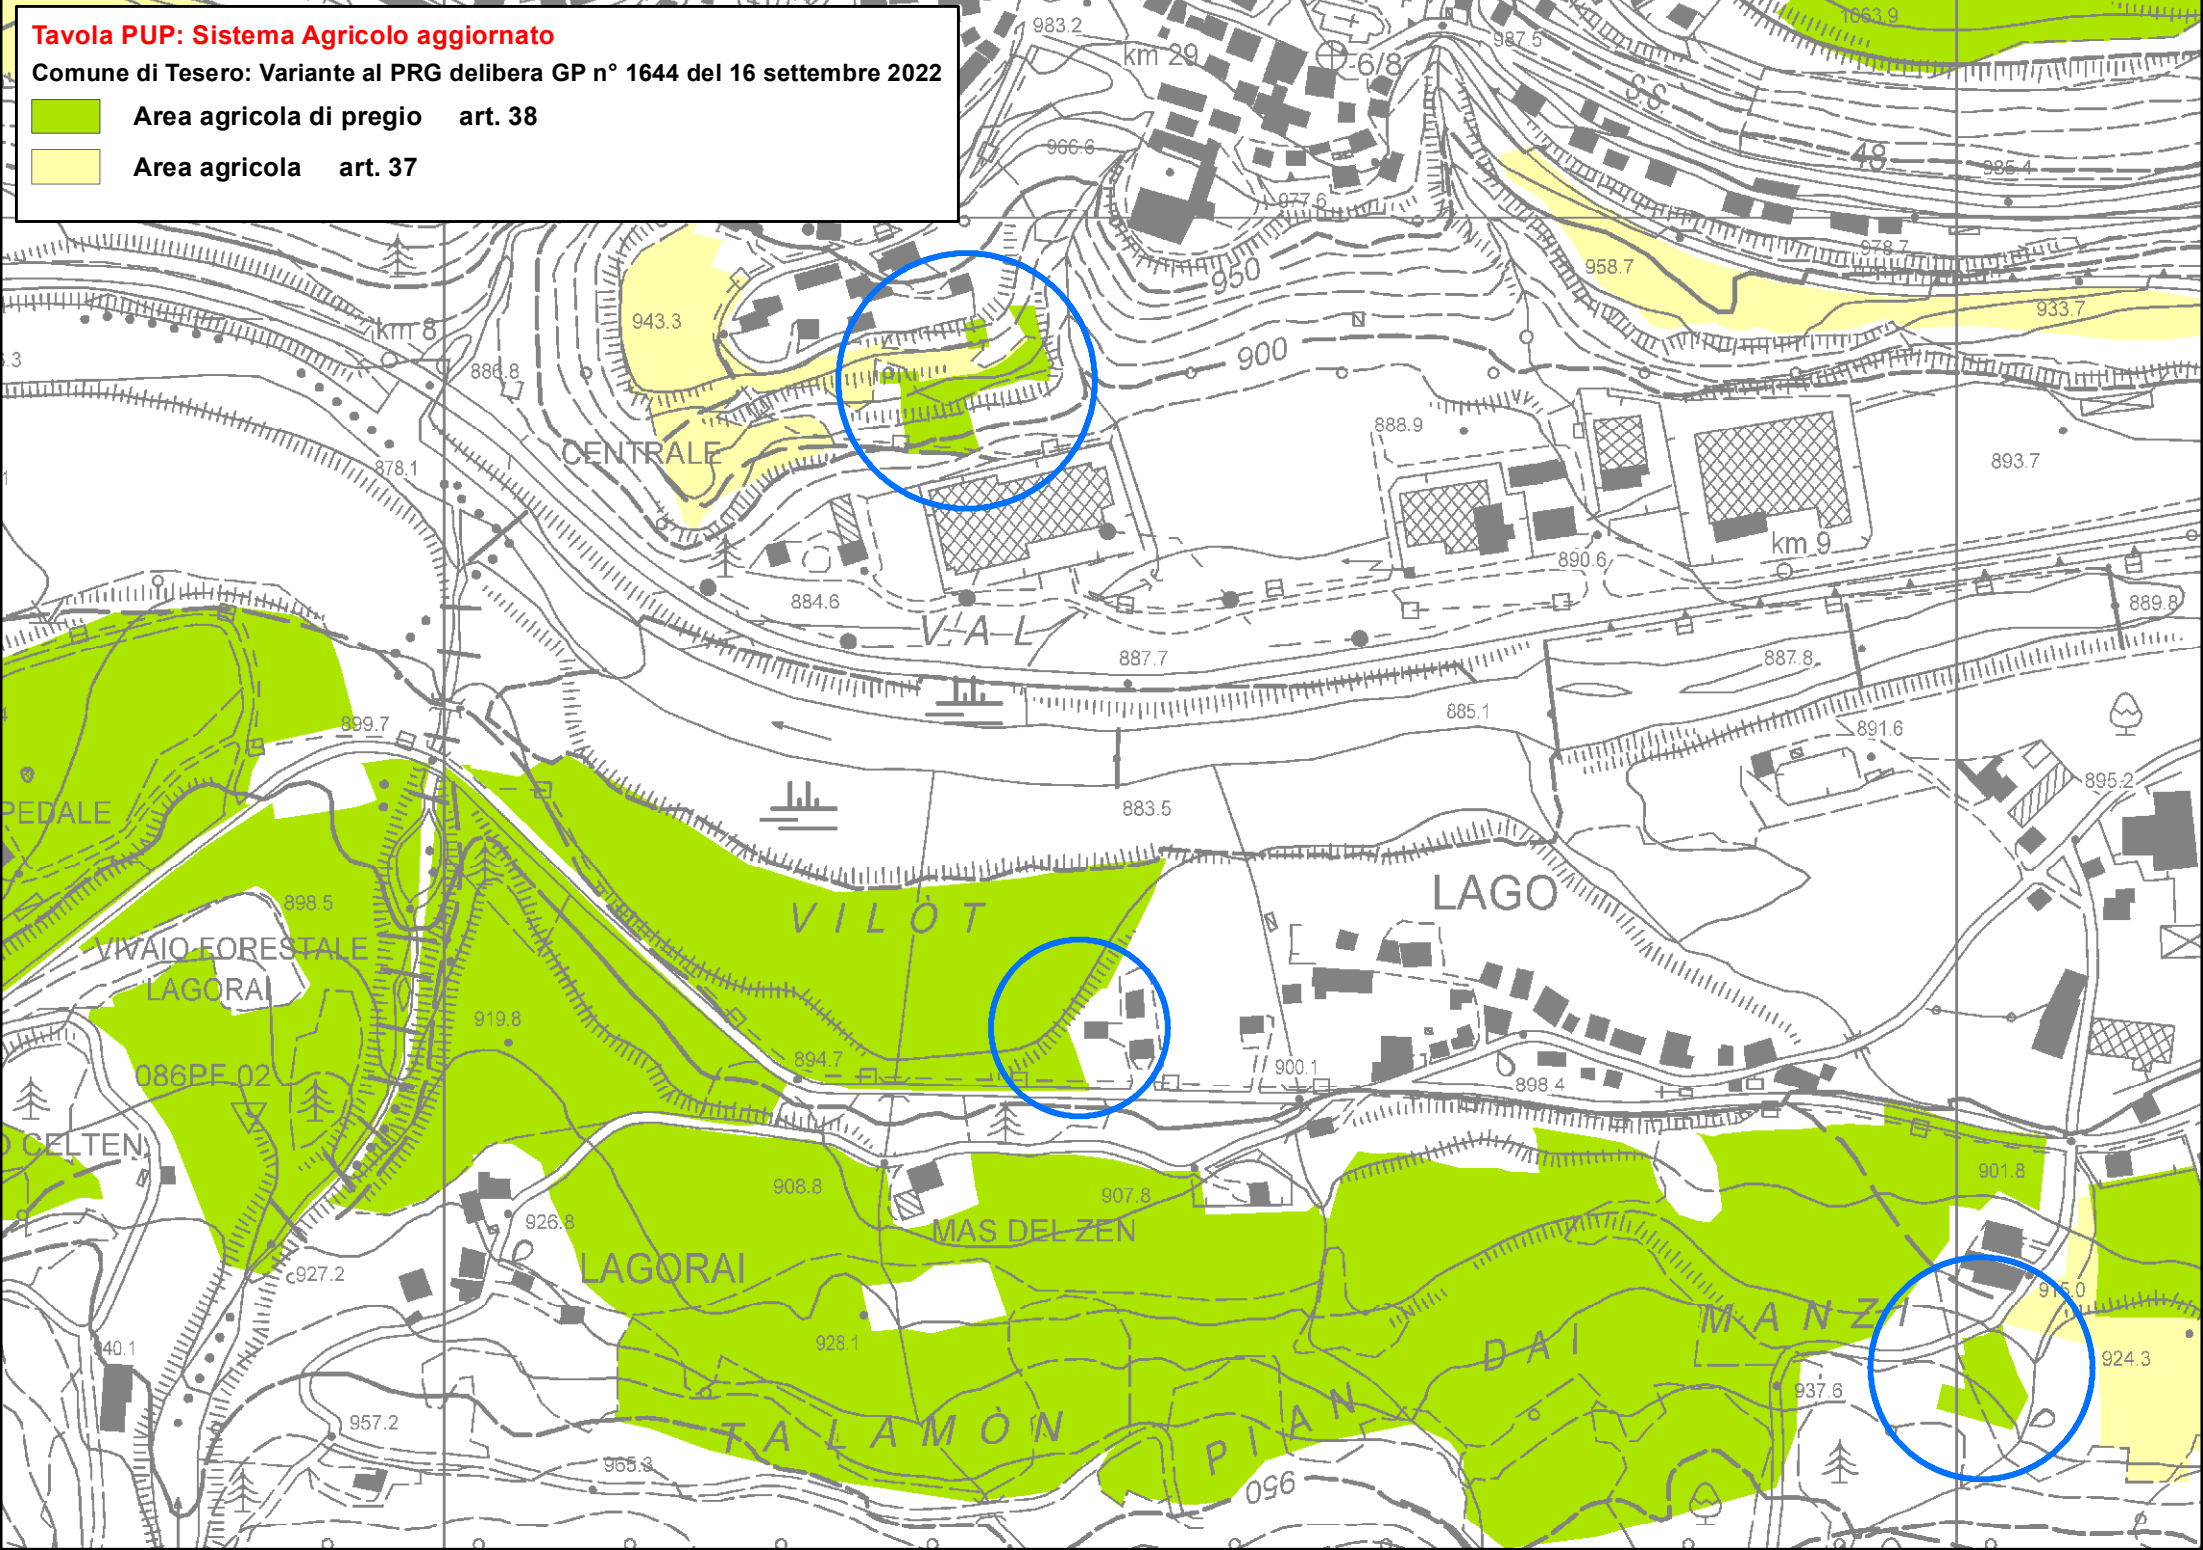 Tavola PUP: Sistema Agricolo aggiornato
Comune di Tesero: Variante al PRG delibera GP n° 1644 del 16 settembre 2022
Area agricola di pregio art. 38
Area agricola art. 37
983.2
km 29
6/8
987.5
1063.9
S.S.
48
985.4
966.6
977.6
978.7
958.7
933.7
950
900
943.3
km 8
886.8
CENTRALE
878.1
888.9
893.7
km 9
890.6
884.6
VAL
887.7
887.8
889.8
885.1
891.6
895.2
899.7
883.5
PEDALE
898.5
VILÒT
LAGO
VIVAIO FORESTALE
LAGORAI
919.8
894.7
900.1
898.4
086PF 02
O CELTEN
908.8
907.8
901.8
926.8
MAS DEL ZEN
LAGORAI
927.2
915.0
940.1
928.1
MANZI
DAI
924.3
937.6
957.2
TALAMÒN
PIAN
965.3
950